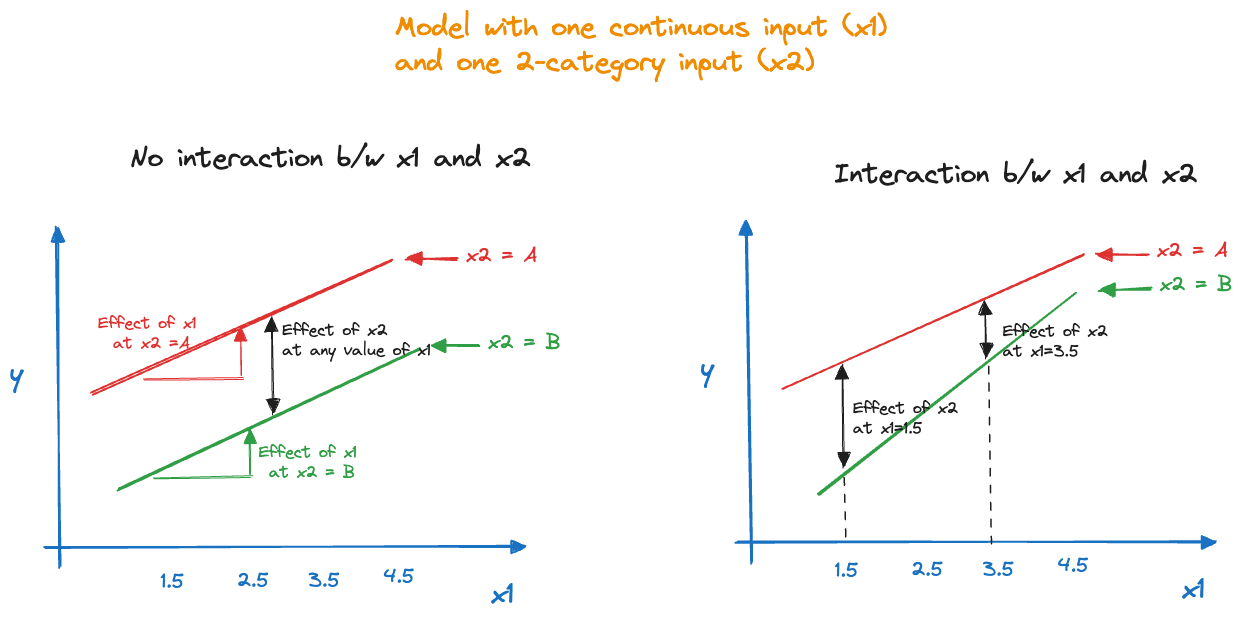 Model with one continuous input (x1)
and one 2-category input (x2)
No interaction b/w x1 and x2
x2 = A
Effect of x1
at x2 =A
Effect of x2
at any value of x1
x2 = B
y
Effect of x1
at x2 = B
1.5 2.5 3.5 4.5
x1
Interaction b/w x1 and x2
x2 = A
x2 = B
Effect of x2
at x1=3.5
y
Effect of x2
at x1=1.5
1.5 2.5 3.5 4.5
x1